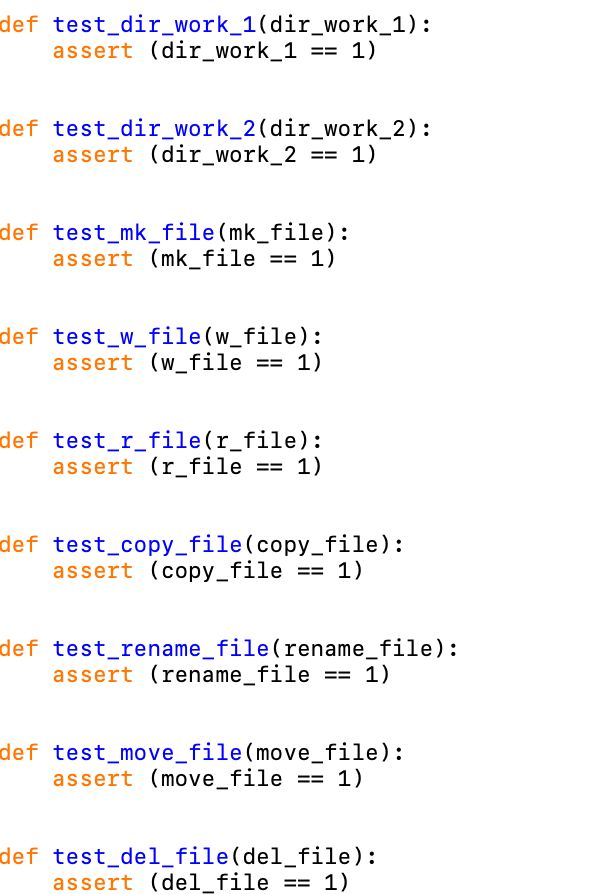 def test_dir_work_1(dir_work_1):
    assert (dir_work_1 == 1)
def test_dir_work_2(dir_work_2):
    assert (dir_work_2 == 1)
def test_mk_file(mk_file):
    assert (mk_file == 1)
def test_w_file(w_file):
    assert (w_file == 1)
def test_r_file(r_file):
    assert (r_file == 1)
def test_copy_file(copy_file):
    assert (copy_file == 1)
def test_rename_file(rename_file):
    assert (rename_file == 1)
def test_move_file(move_file):
    assert (move_file == 1)
def test_del_file(del_file):
    assert (del_file == 1)